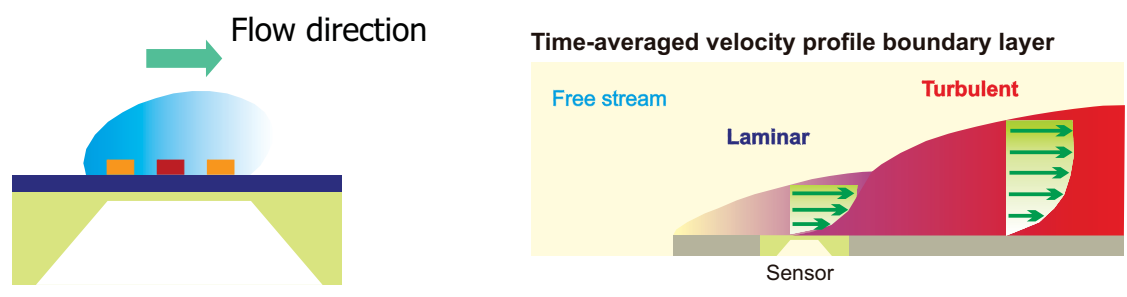 Flow direction
Time-averaged velocity profile boundary layer
Free stream
Turbulent
Laminar
Sensor